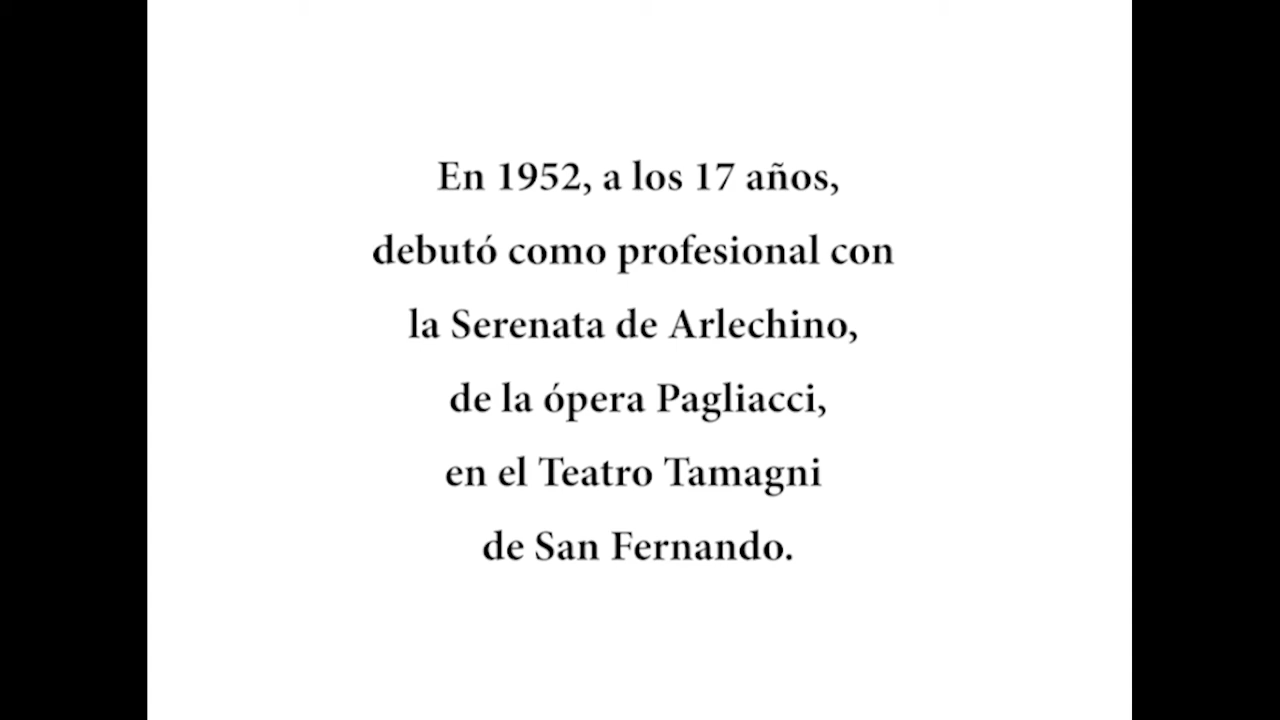 En 1952, a los 17 años,
debutó como profesional con
la Serenata de Arlechino,
de la ópera Pagliacci,
en el Teatro Tamagni
de San Fernando.